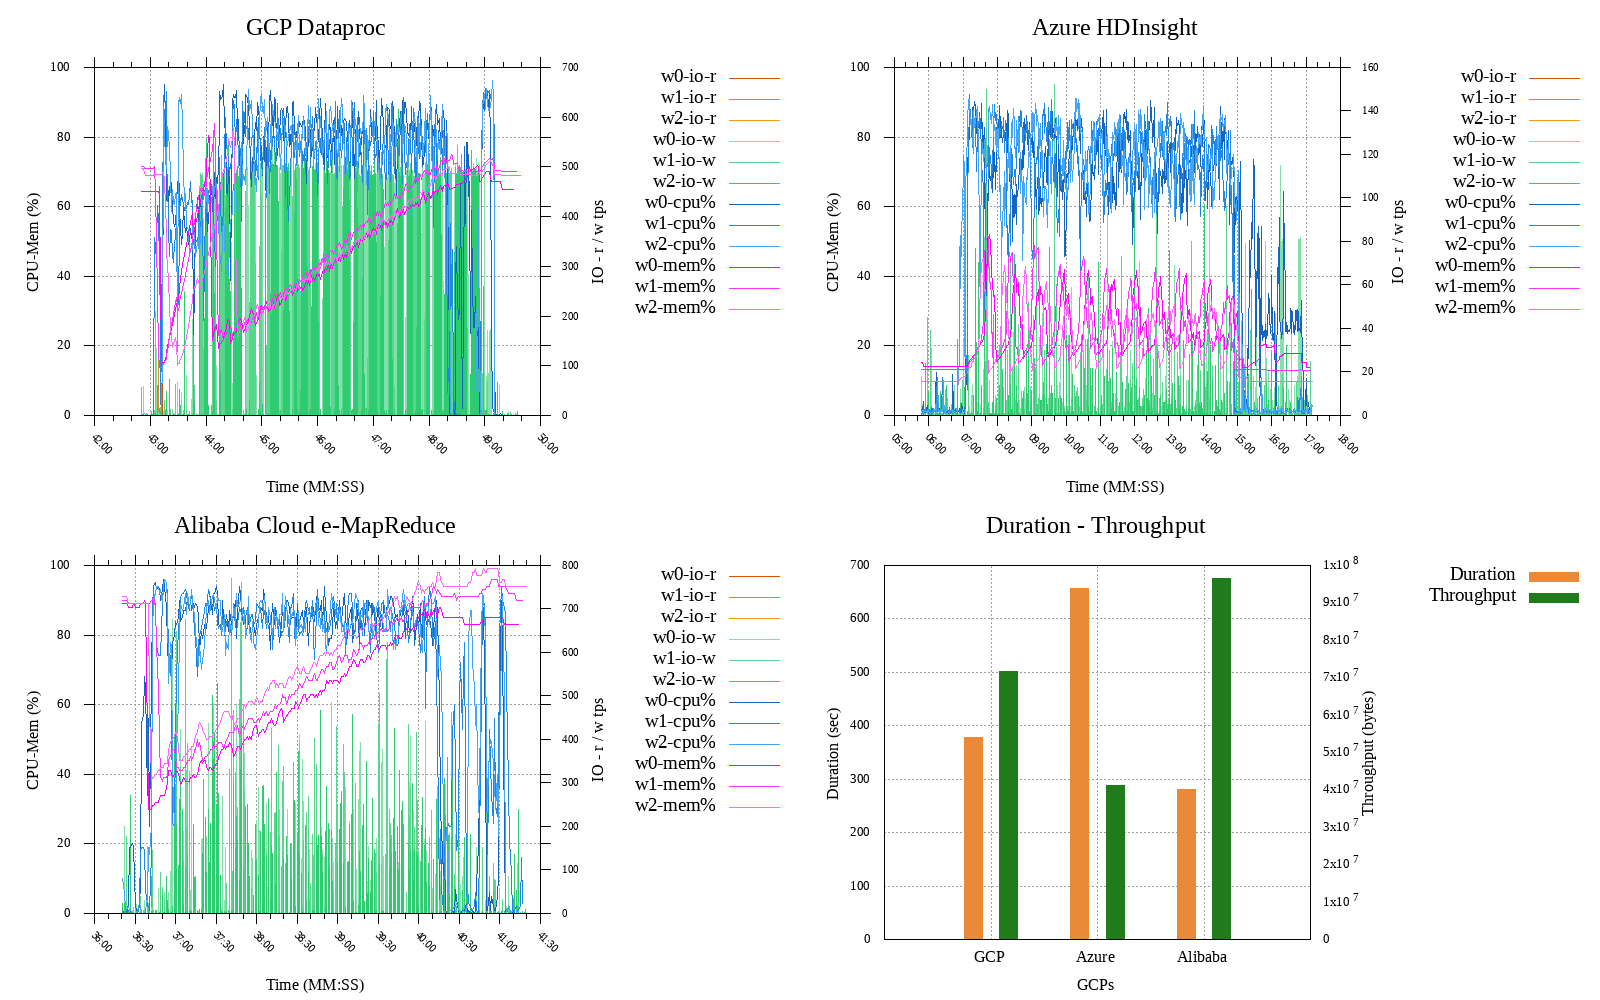 GCP Dataproc
100
80
60
40
20
0
CPU-Mem (%)
700
600
500
400
300
200
100
0
IO - r / w tps
42:00
43:00
44:00
45:00
46:00
47:00
48:00
49:00
50:00
Time (MM:SS)
w0-io-r
w1-io-r
w2-io-r
w0-io-w
w1-io-w
w2-io-w
w0-cpu%
w1-cpu%
w2-cpu%
w0-mem%
w1-mem%
w2-mem%
Azure HDInsight
100
80
60
40
20
0
CPU-Mem (%)
160
140
120
100
80
60
40
20
0
IO - r / w tps
05:00
06:00
07:00
08:00
09:00
10:00
11:00
12:00
13:00
14:00
15:00
16:00
17:00
18:00
Time (MM:SS)
w0-io-r
w1-io-r
w2-io-r
w0-io-w
w1-io-w
w2-io-w
w0-cpu%
w1-cpu%
w2-cpu%
w0-mem%
w1-mem%
w2-mem%
Alibaba Cloud e-MapReduce
100
80
60
40
20
0
CPU-Mem (%)
800
700
600
500
400
300
200
100
0
IO - r / w tps
36:00
36:30
37:00
37:30
38:00
38:30
39:00
39:30
40:00
40:30
41:00
41:30
Time (MM:SS)
w0-io-r
w1-io-r
w2-io-r
w0-io-w
w1-io-w
w2-io-w
w0-cpu%
w1-cpu%
w2-cpu%
w0-mem%
w1-mem%
w2-mem%
Duration - Throughput
700
600
500
400
300
200
100
0
Duration (sec)
1x10 8
9x10 7
8x10 7
7x10 7
6x10 7
5x10 7
4x10 7
3x10 7
2x10 7
1x10 7
0
Throughput (bytes)
GCP
Azure
Alibaba
GCPs
Duration
Throughput